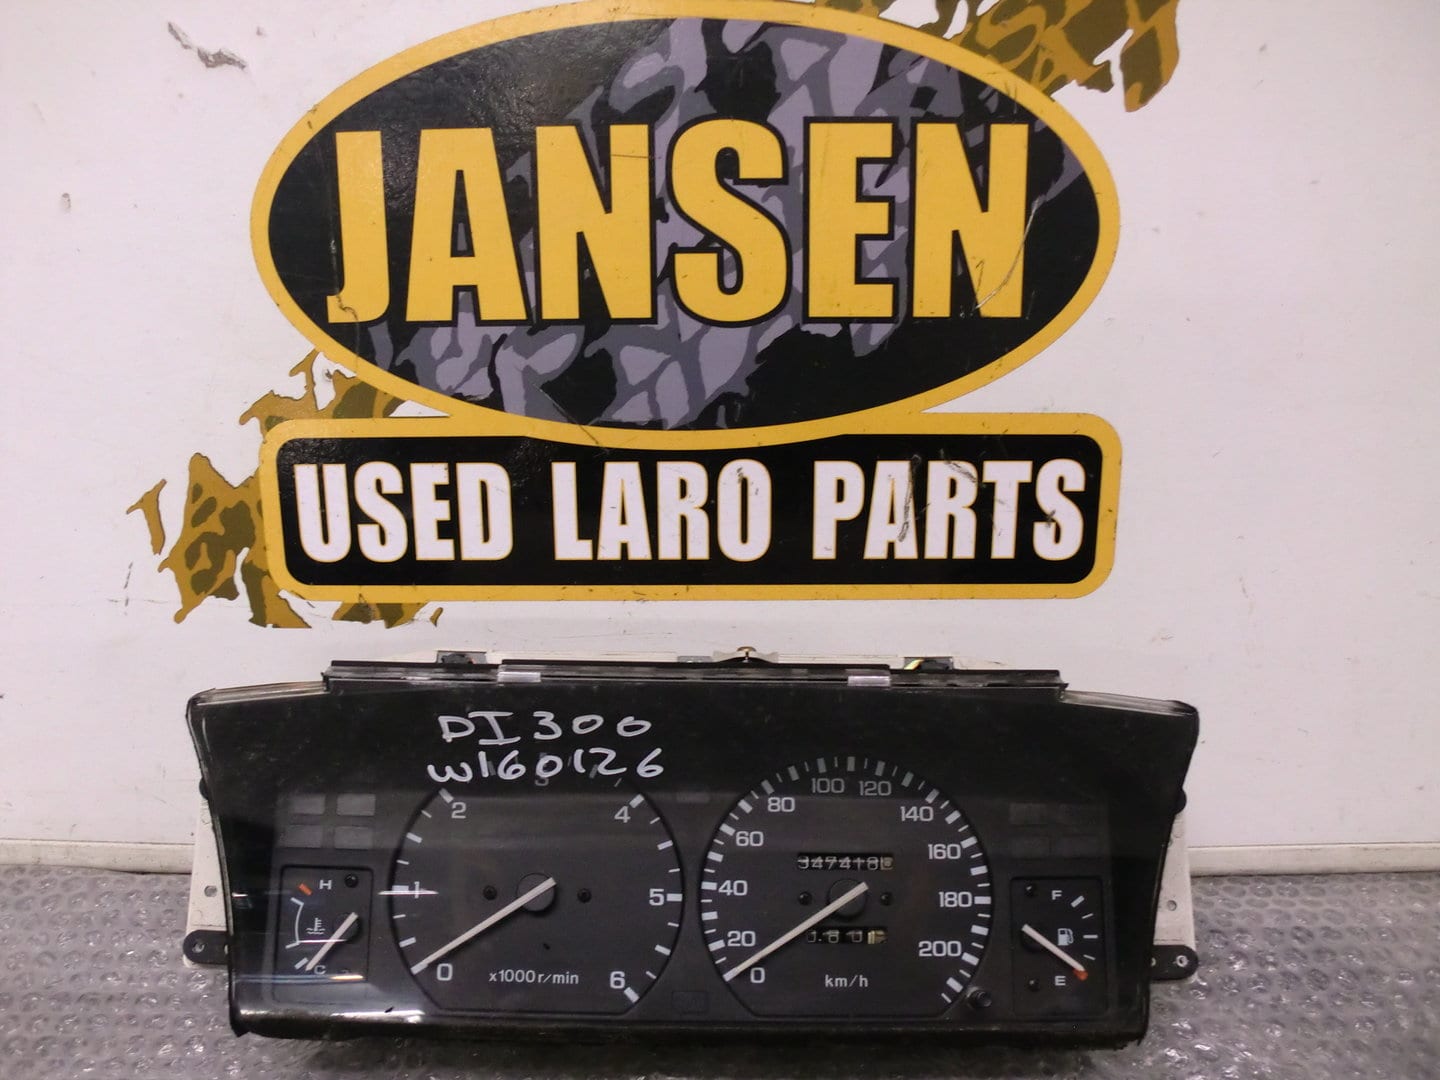 JANSEN
USED LARO PARTS
DI300
W160126
1 2 3 4 5 6
0
x1000r/min
0 20 40 60 80 100 120 140 160 180 200
km/h
H
C
F
E